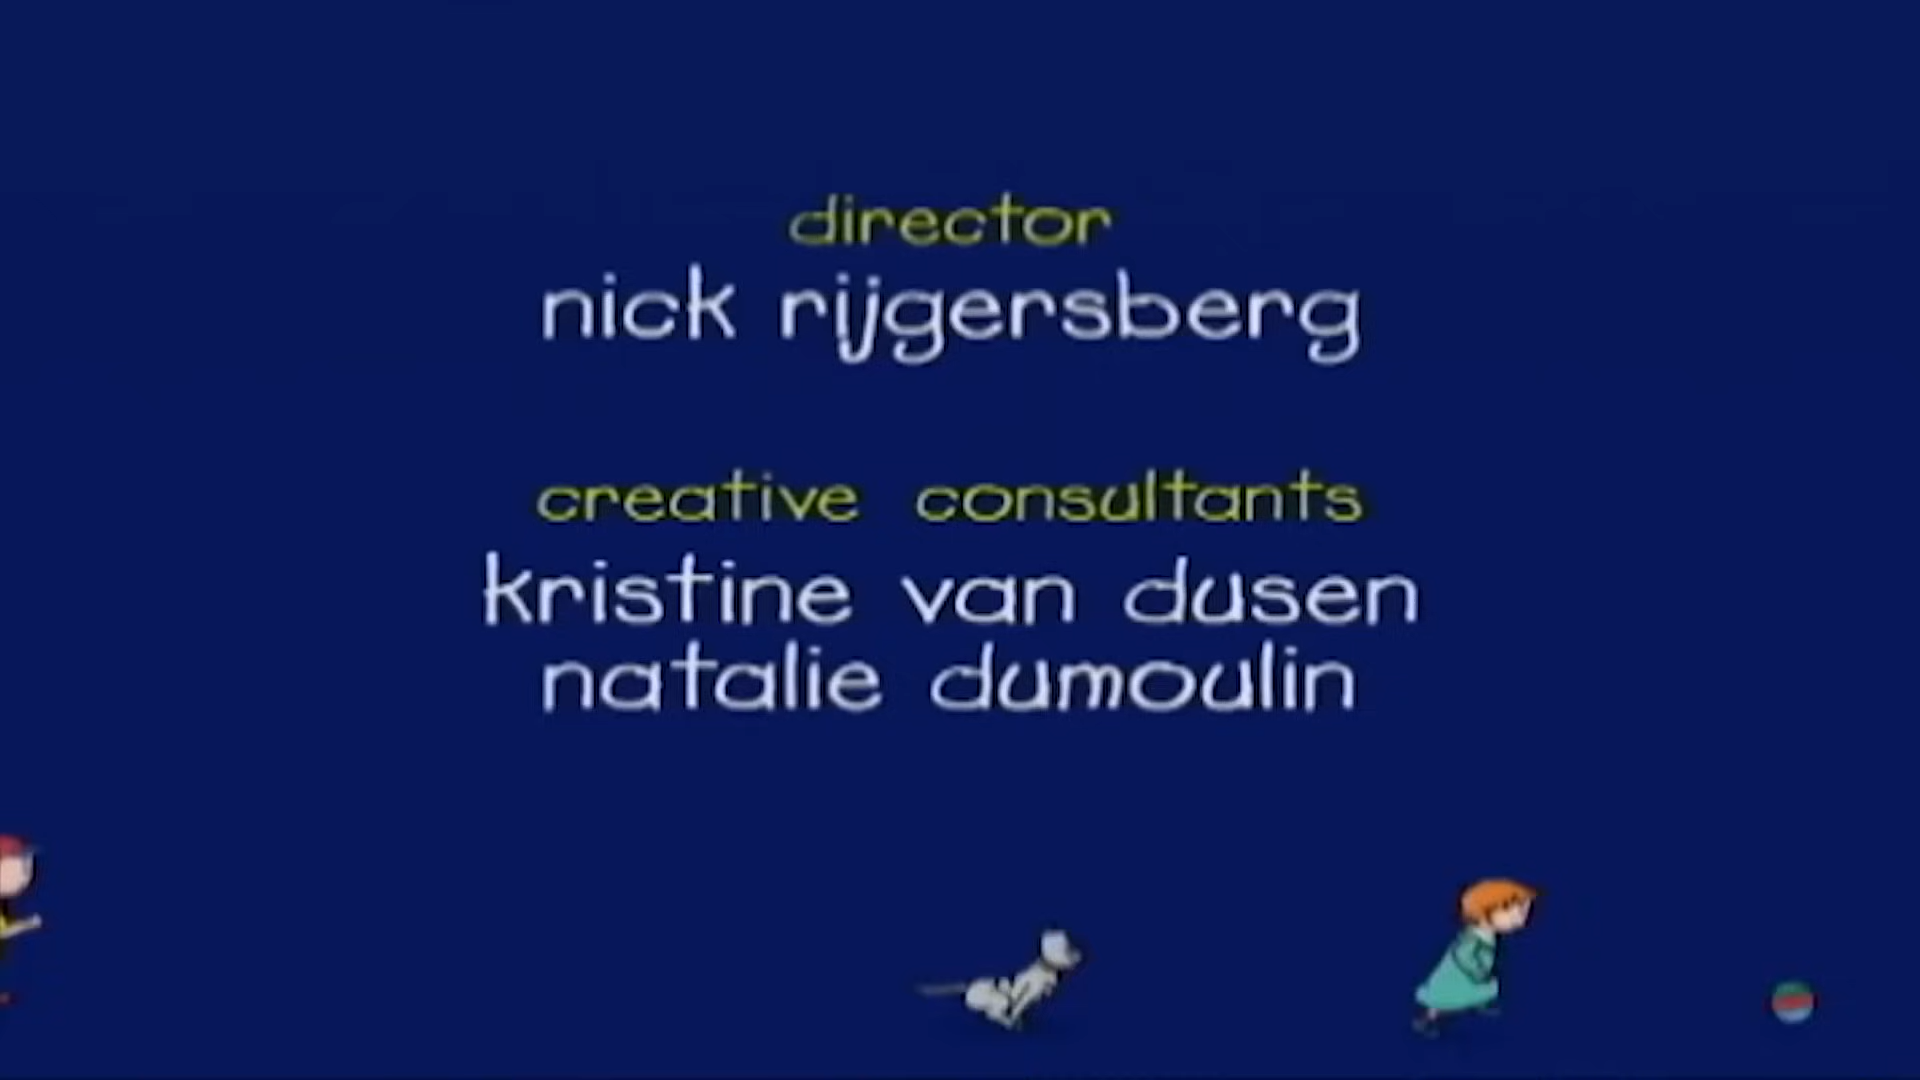 director
nick rijgersberg
creative consultants
kristine van dusen
natalie dumoulin